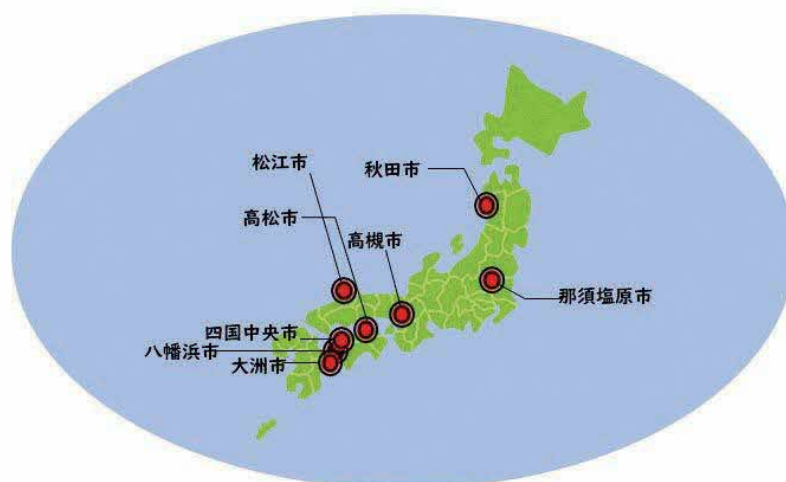 松江市
秋田市
高松市
高槻市
那須塩原市
四国中央市
八幡浜市
大洲市